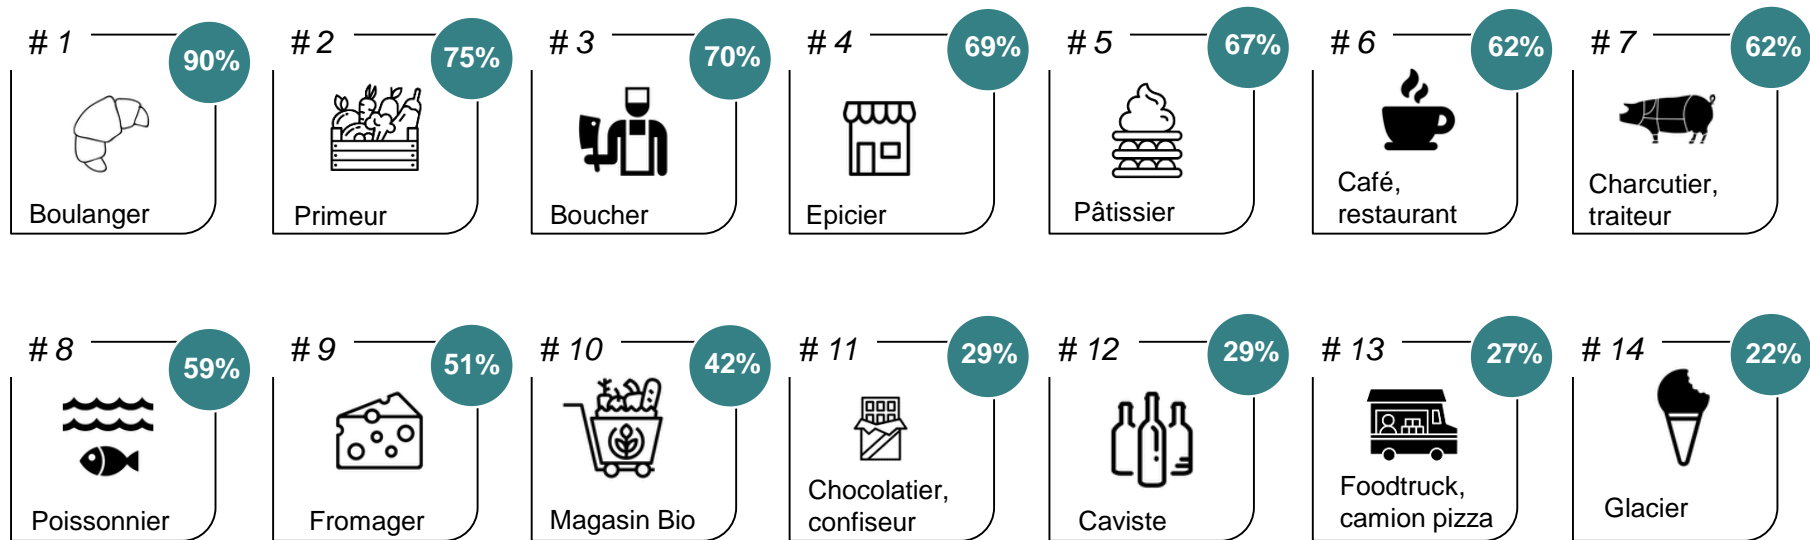 # 1
90%
Boulanger
# 2
75%
Primeur
# 3
70%
Boucher
# 4
69%
Epicier
# 5
67%
Pâtissier
# 6
62%
Café,
restaurant
# 7
62%
Charcutier,
traiteur
# 8
59%
Poissonnier
# 9
51%
Fromager
# 10
42%
Magasin Bio
# 11
29%
Chocolatier,
confiseur
# 12
29%
Caviste
# 13
27%
Foodtruck,
camion pizza
# 14
22%
Glacier